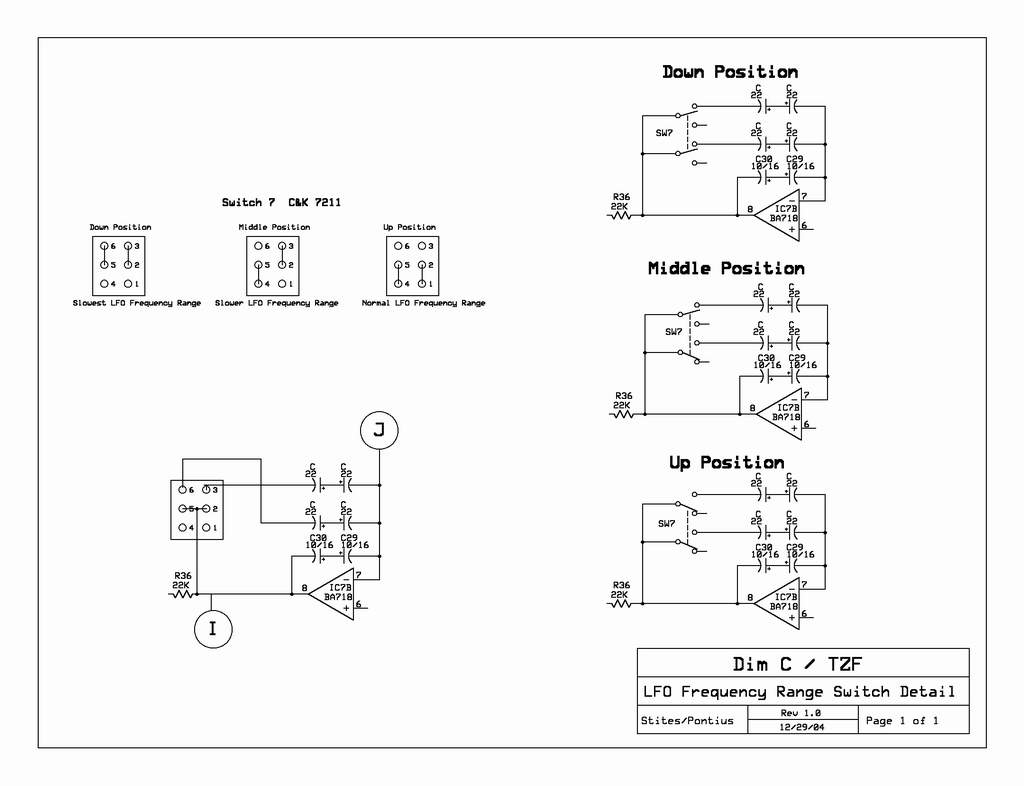 Switch 7 C&K 7211
Down Position
6 3
5 2
4 1
Slowest LFO Frequency Range
Middle Position
6 3
5 2
4 1
Slower LFO Frequency Range
Up Position
6 3
5 2
4 1
Normal LFO Frequency Range
J
C C
22 22
6 3
5 2
4 1
C C
22 22
C30 C29
10/16 10/16
R36
22K
8
7
IC7B
BA718
6
− +
I
Down Position
C C
22 22
SW7
C C
22 22
C30 C29
10/16 10/16
R36
22K
8
7
IC7B
BA718
6
− +
Middle Position
C C
22 22
SW7
C C
22 22
C30 C29
10/16 10/16
R36
22K
8
7
IC7B
BA718
6
− +
Up Position
C C
22 22
SW7
C C
22 22
C30 C29
10/16 10/16
R36
22K
8
7
IC7B
BA718
6
− +
Dim C / TZF
LFO Frequency Range Switch Detail
Stites/Pontius
Rev 1.0
12/29/04
Page 1 of 1